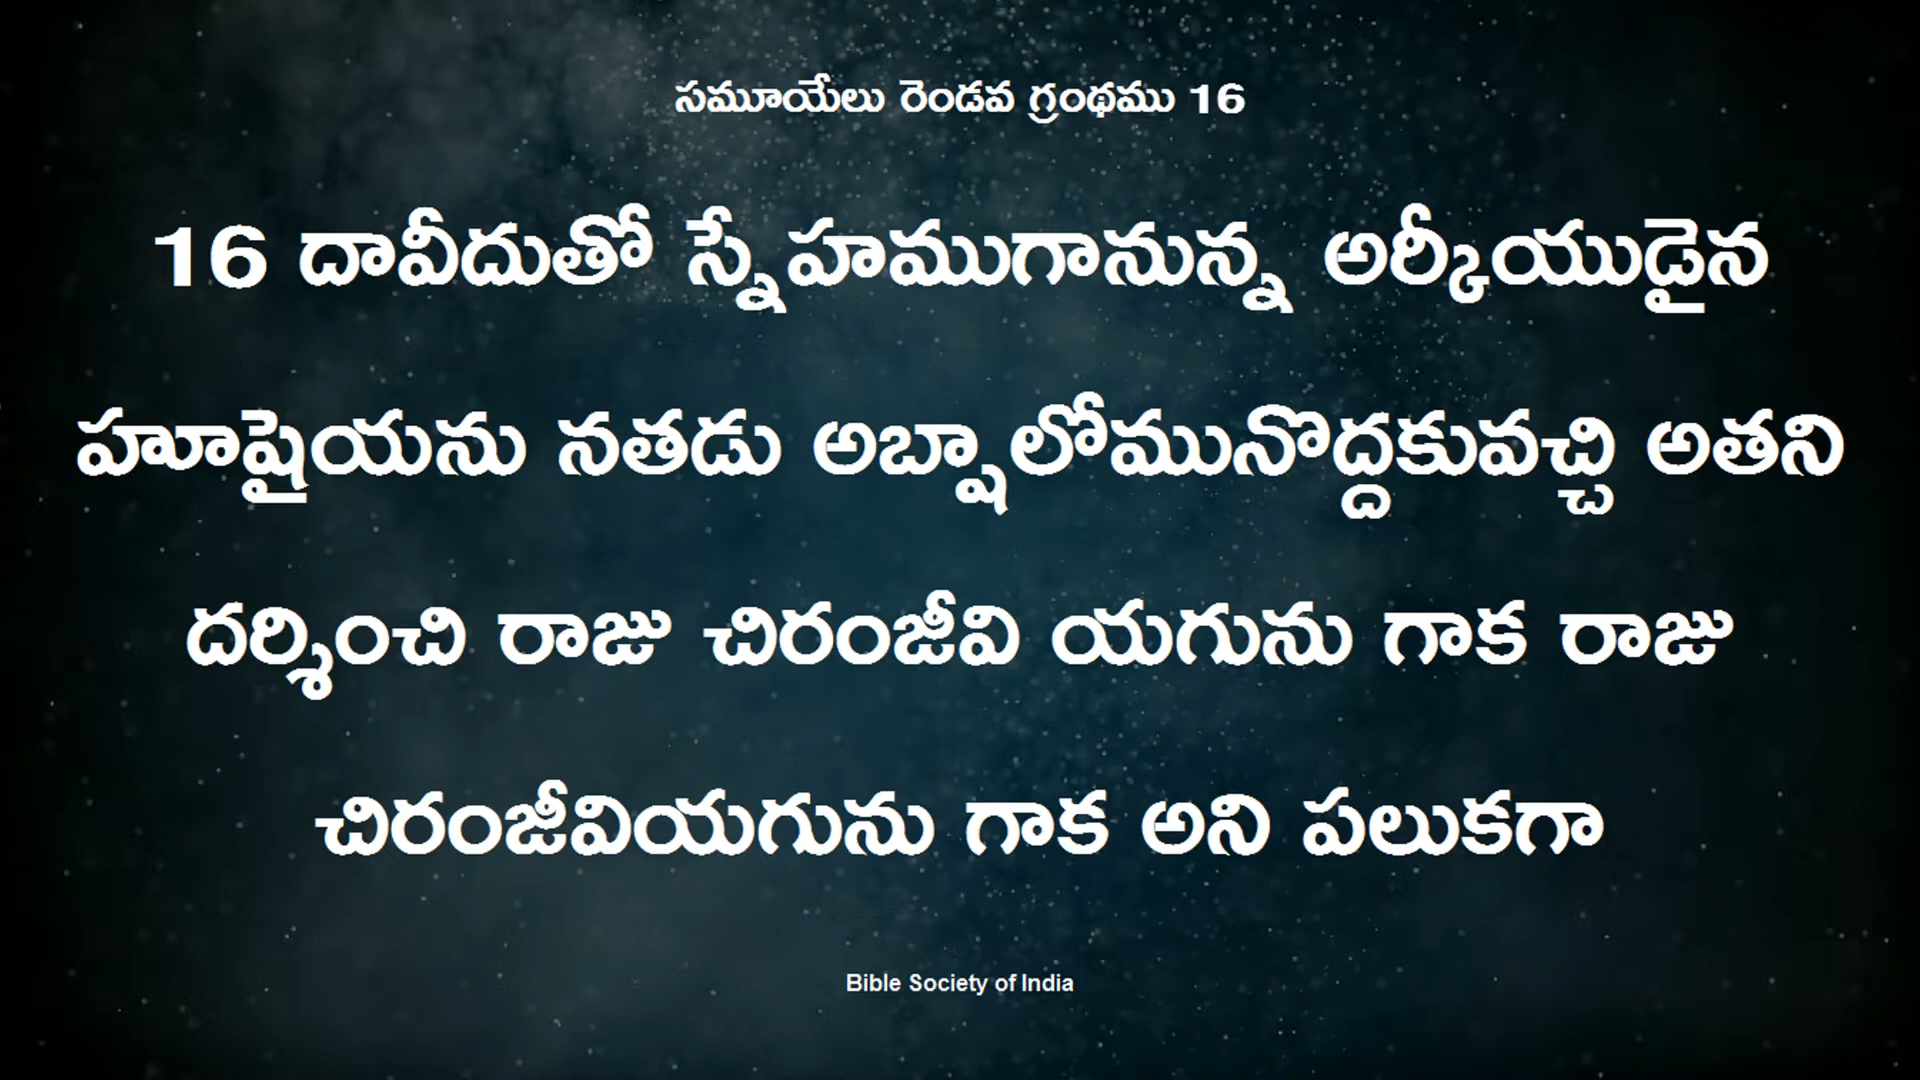 సమూయేలు రెండవ గ్రంథము 16
16 దావీదుతో స్నేహముగానున్న అర్కీయుడైన
హూషైయను నతడు అబ్షాలోమునొద్దకువచ్చి అతని
దర్శించి రాజు చిరంజీవి యగును గాక రాజు
చిరంజీవియగును గాక అని పలుకగా
Bible Society of India